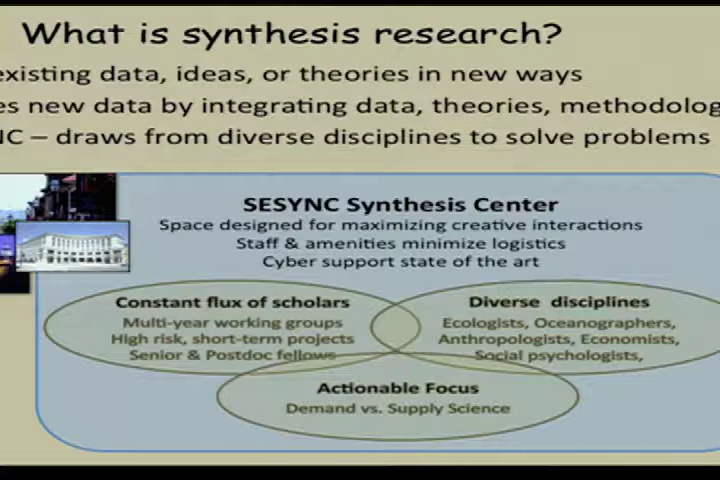 What is synthesis research?
existing data, ideas, or theories in new ways
es new data by integrating data, theories, methodolog
NC – draws from diverse disciplines to solve problems
SESYNC Synthesis Center
Space designed for maximizing creative interactions
Staff & amenities minimize logistics
Cyber support state of the art
Constant flux of scholars
Multi-year working groups
High risk, short-term projects
Senior & Postdoc fellows
Diverse disciplines
Ecologists, Oceanographers,
Anthropologists, Economists,
Social psychologists,
Actionable Focus
Demand vs. Supply Science